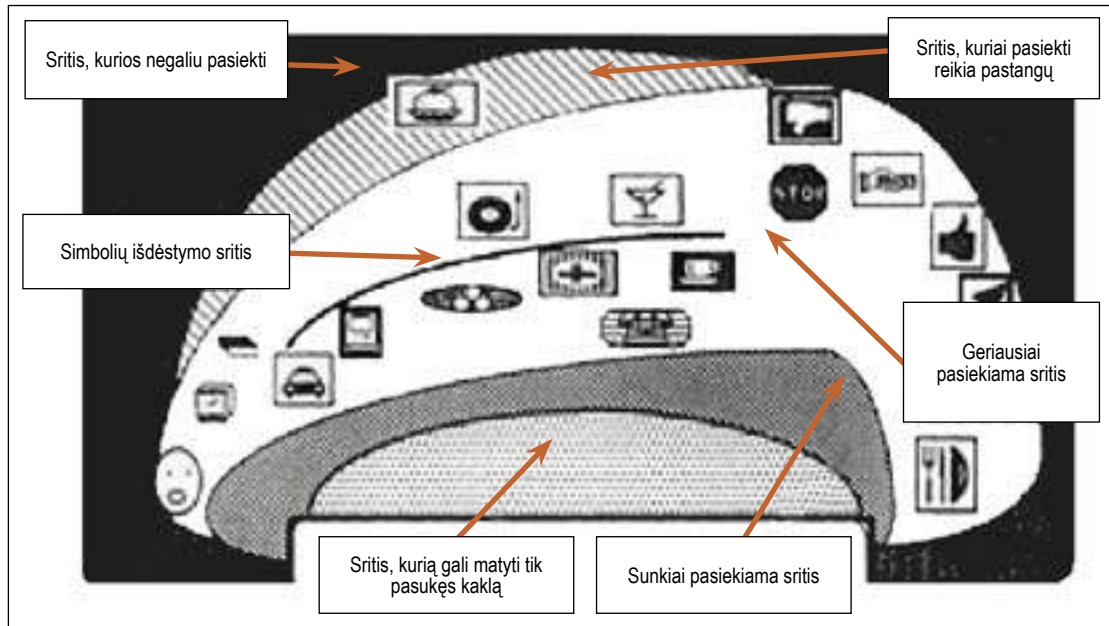 Sritis, kurios negaliu pasiekti
Sritis, kuriai pasiekti
reikia pastangų
STOP
Simbolių išdėstymo sritis
Geriausiai
pasiekiama sritis
Sritis, kurią gali matyti tik
pasukęs kaklą
Sunkiai pasiekiama sritis